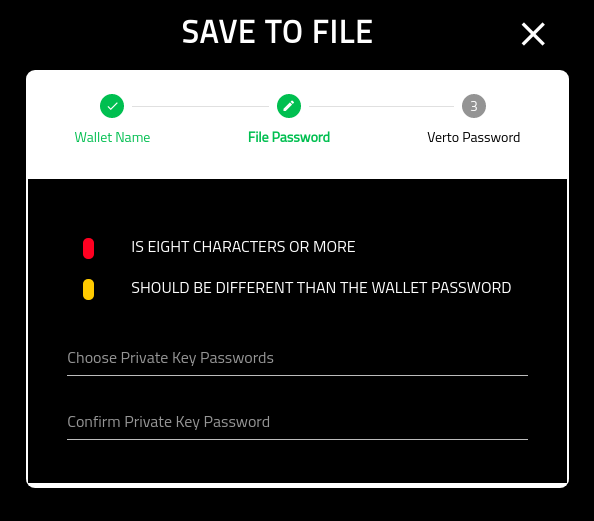 SAVE TO FILE
3
Wallet Name
File Password
Verto Password
IS EIGHT CHARACTERS OR MORE
SHOULD BE DIFFERENT THAN THE WALLET PASSWORD
Choose Private Key Passwords
Confirm Private Key Password